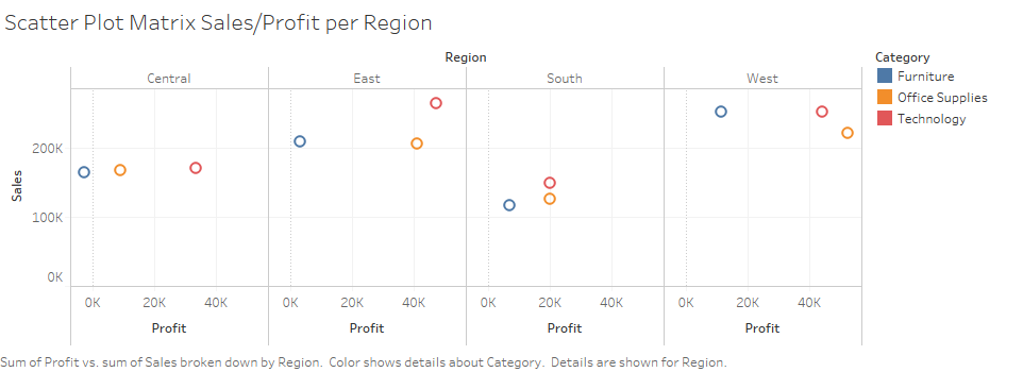 Scatter Plot Matrix Sales/Profit per Region
Region
Category
Central East South West
Furniture
Office Supplies
Technology
200K
100K
0K
Sales
0K 20K 40K 0K 20K 40K 0K 20K 40K 0K 20K 40K
Profit Profit Profit Profit
Sum of Profit vs. sum of Sales broken down by Region. Color shows details about Category. Details are shown for Region.